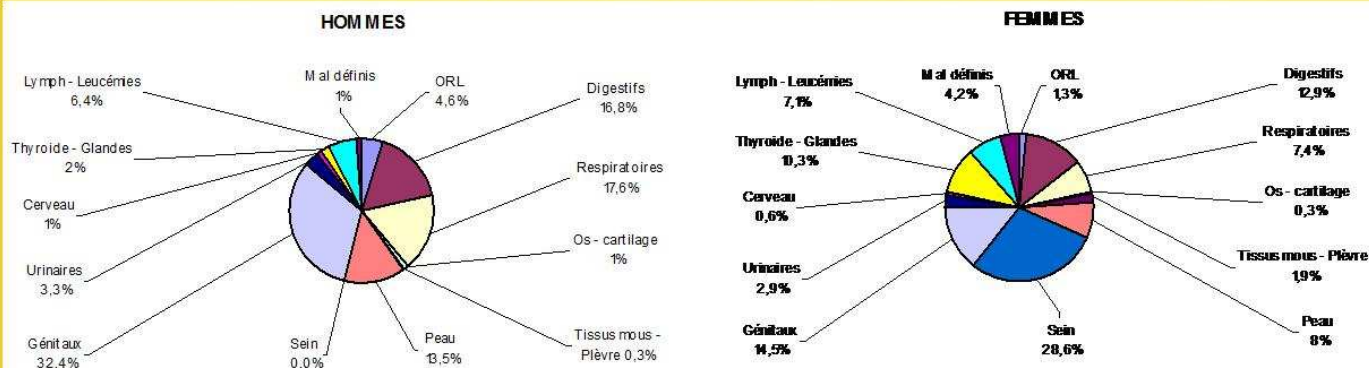 HOMMES
Mal définis
1%
ORL
4,6%
Digestifs
16,8%
Respiratoires
17,6%
Os - cartilage
1%
Tissus mous -
Plèvre 0,3%
Peau
13,5%
Sein
0,0%
Génitaux
32,4%
Urinaires
3,3%
Cerveau
1%
Thyroide - Glandes
2%
Lymph - Leucémies
6,4%
FEMMES
Mal définis
4,2%
ORL
1,3%
Digestifs
12,9%
Respiratoires
7,4%
Os - cartilage
0,3%
Tissus mous - Plèvre
1,9%
Peau
8%
Sein
28,6%
Génitaux
14,5%
Urinaires
2,9%
Cerveau
0,6%
Thyroide - Glandes
10,3%
Lymph - Leucémies
7,1%